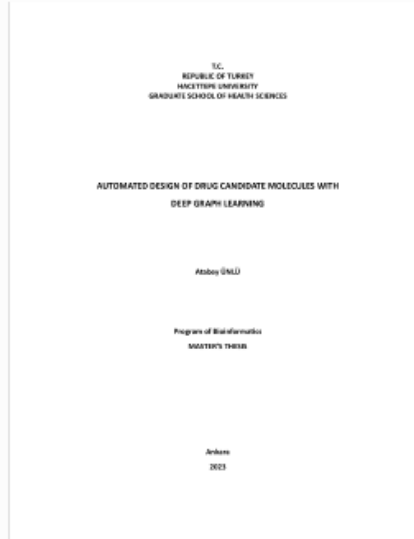 T.C.
REPUBLIC OF TURKEY
HACETTEPE UNIVERSITY
GRADUATE SCHOOL OF HEALTH SCIENCES
AUTOMATED DESIGN OF DRUG CANDIDATE MOLECULES WITH
DEEP GRAPH LEARNING
Atabey ÜNLÜ
Program of Bioinformatics
MASTER'S THESIS
Ankara
2023